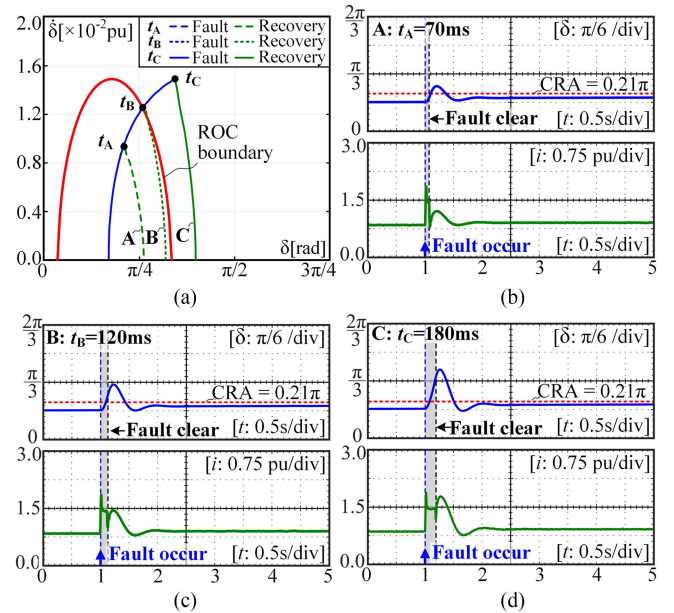 (a)
δ̇[×10⁻²pu]
t_A Fault Recovery
t_B Fault Recovery
t_C Fault Recovery
1.6
1.2
0.8
0.4
0.0
t_C
t_B
t_A
ROC
boundary
A B C
δ[rad]
0 π/4 π/2 3π/4
(a)
2π/3
A: t_A=70ms [δ: π/6 /div]
π/3
CRA = 0.21π
Fault clear
0
[t: 0.5s/div]
3.0
[i: 0.75 pu/div]
1.5
Fault occur [t: 0.5s/div]
0.0
0 1 2 3 4 5
(b)
2π/3
B: t_B=120ms [δ: π/6 /div]
π/3
CRA = 0.21π
Fault clear
0
[t: 0.5s/div]
3.0
[i: 0.75 pu/div]
1.5
Fault occur [t: 0.5s/div]
0.0
0 1 2 3 4 5
(c)
2π/3
C: t_C=180ms [δ: π/6 /div]
π/3
CRA = 0.21π
Fault clear
0
[t: 0.5s/div]
3.0
[i: 0.75 pu/div]
1.5
Fault occur [t: 0.5s/div]
0.0
0 1 2 3 4 5
(d)